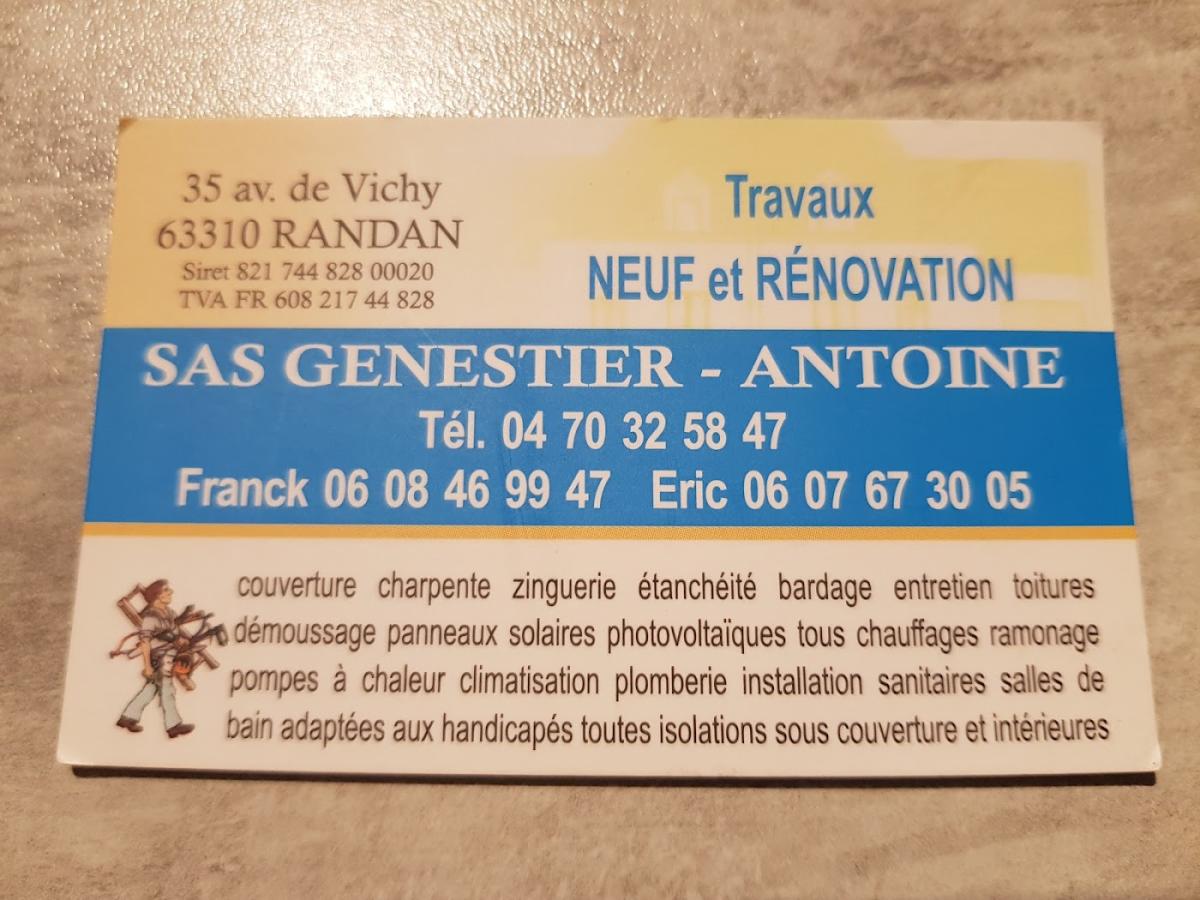 35 av. de Vichy
63310 RANDAN
Siret 821 744 828 00020
TVA FR 608 217 44 828
Travaux
NEUF et RÉNOVATION
SAS GENESTIER - ANTOINE
Tél. 04 70 32 58 47
Franck 06 08 46 99 47 Eric 06 07 67 30 05
couverture charpente zinguerie étanchéité bardage entretien toitures
démoussage panneaux solaires photovoltaïques tous chauffages ramonage
pompes à chaleur climatisation plomberie installation sanitaires salles de
bain adaptées aux handicapés toutes isolations sous couverture et intérieures